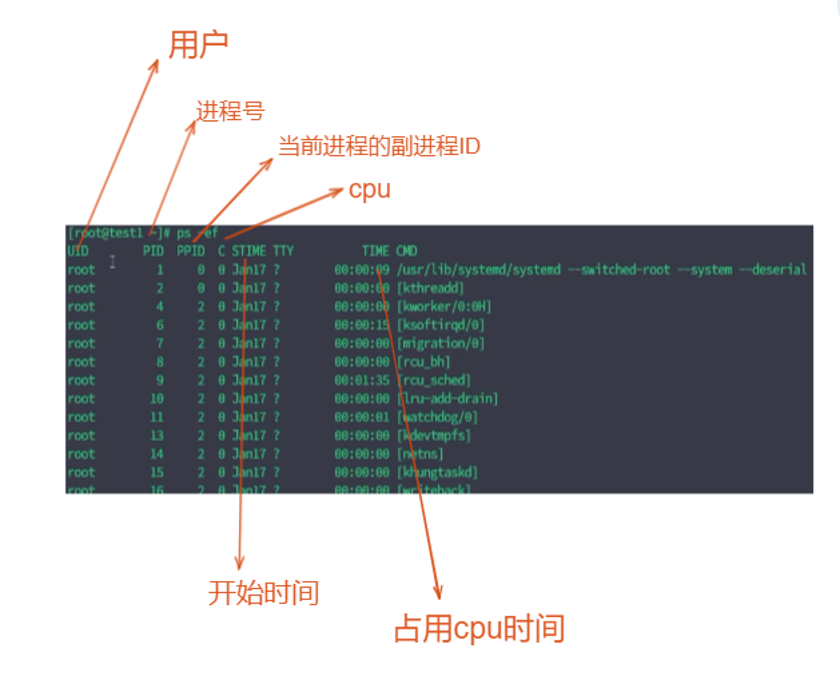 用户
进程号
当前进程的副进程ID
cpu
[root@test1 ~]# ps -ef
UID PID PPID C STIME TTY TIME CMD
root 1 0 0 Jan17 ? 00:00:09 /usr/lib/systemd/systemd --switched-root --system --deserial
root 2 0 0 Jan17 ? 00:00:00 [kthreadd]
root 4 2 0 Jan17 ? 00:00:00 [kworker/0:0H]
root 6 2 0 Jan17 ? 00:00:15 [ksoftirqd/0]
root 7 2 0 Jan17 ? 00:00:00 [migration/0]
root 8 2 0 Jan17 ? 00:00:00 [rcu_bh]
root 9 2 0 Jan17 ? 00:01:35 [rcu_sched]
root 10 2 0 Jan17 ? 00:00:00 [lru-add-drain]
root 11 2 0 Jan17 ? 00:00:01 [watchdog/0]
root 13 2 0 Jan17 ? 00:00:00 [kdevtmpfs]
root 14 2 0 Jan17 ? 00:00:00 [netns]
root 15 2 0 Jan17 ? 00:00:00 [khungtaskd]
root 16 2 0 Jan17 ? 00:00:00 [writeback]
开始时间
占用cpu时间